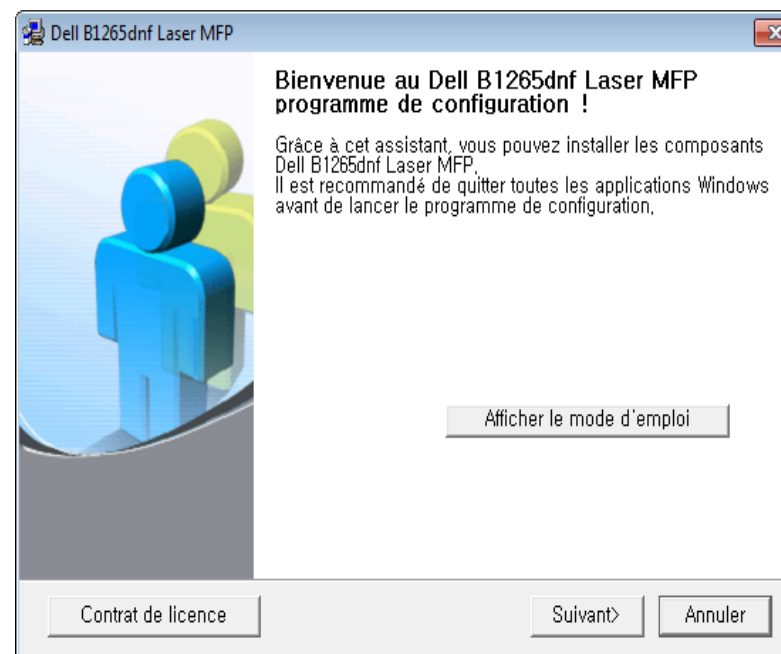 Dell B1265dnf Laser MFP
Bienvenue au Dell B1265dnf Laser MFP
programme de configuration !
Grâce à cet assistant, vous pouvez installer les composants
Dell B1265dnf Laser MFP.
Il est recommandé de quitter toutes les applications Windows
avant de lancer le programme de configuration.
Afficher le mode d'emploi
Contrat de licence
Suivant>
Annuler